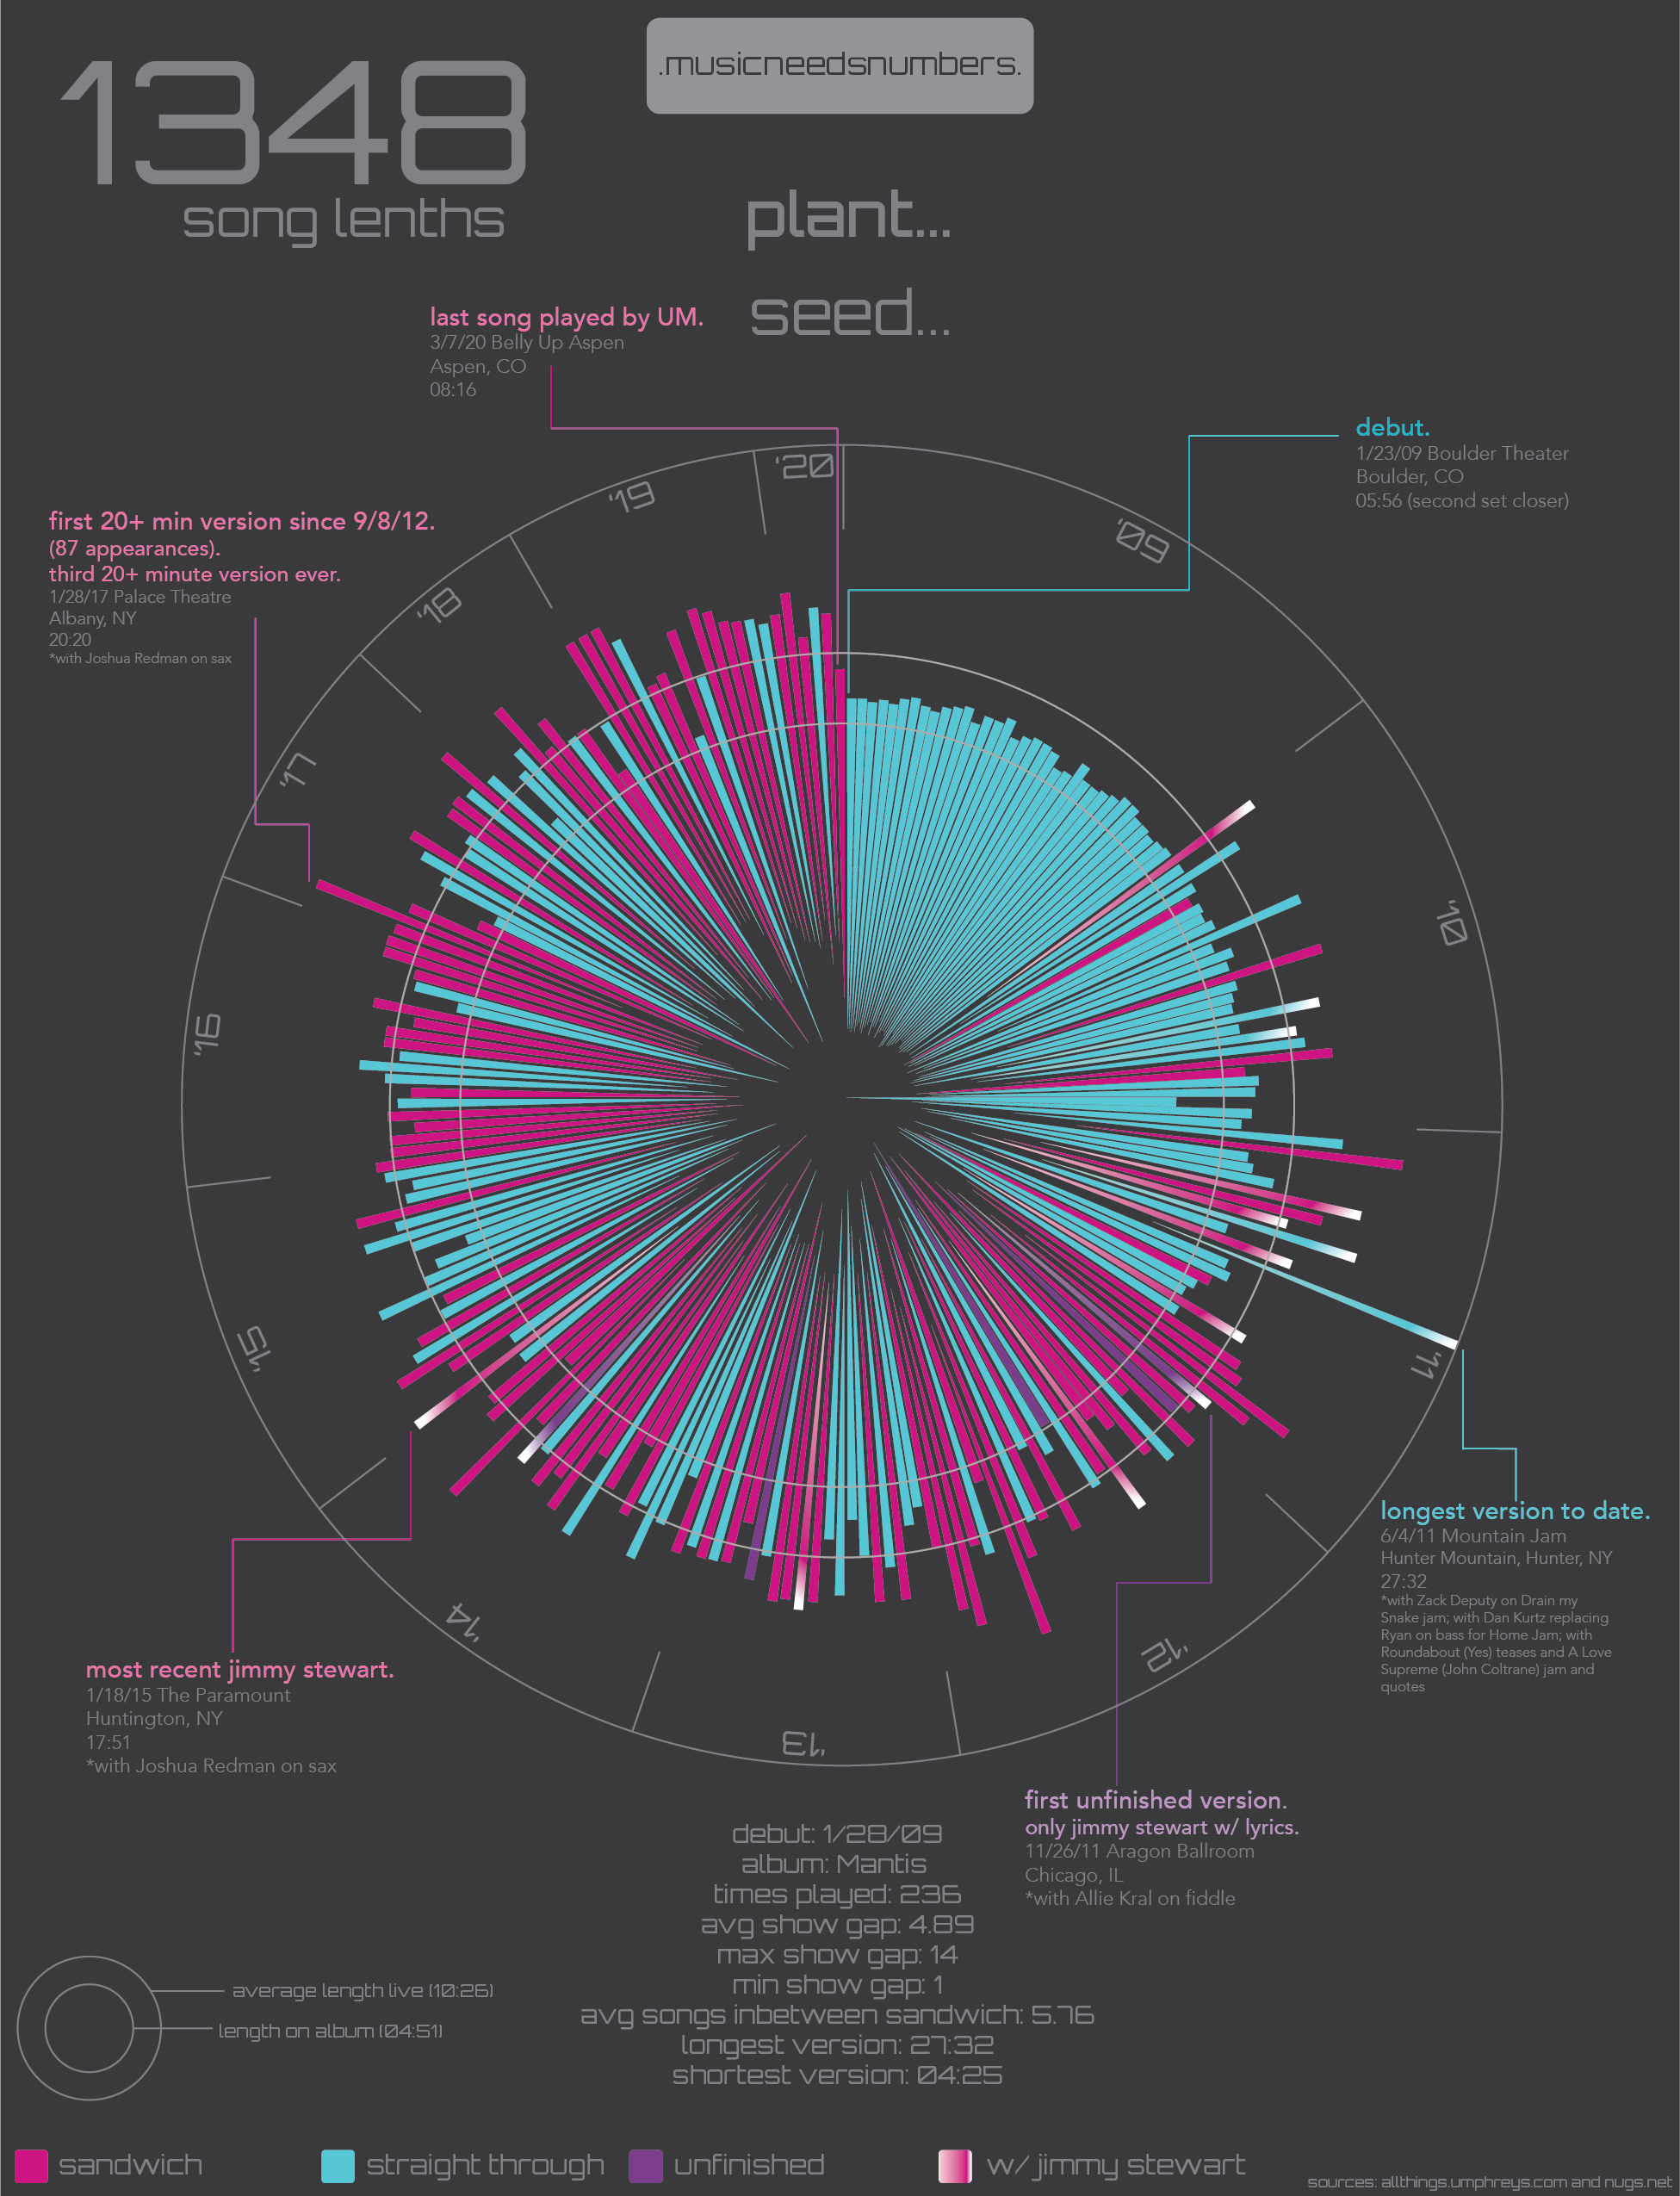 .musicneedsnumbers.
1348
song lenths
plant...
seed...
last song played by UM.
3/7/20 Belly Up Aspen
Aspen, CO
08:16
debut.
1/23/09 Boulder Theater
Boulder, CO
05:56 (second set closer)
first 20+ min version since 9/8/12.
(87 appearances).
third 20+ minute version ever.
1/28/17 Palace Theatre
Albany, NY
20:20
*with Joshua Redman on sax
'09
'10
'11
'12
'13
'14
'15
'16
'17
'18
'19
'20
longest version to date.
6/4/11 Mountain Jam
Hunter Mountain, Hunter, NY
27:32
*with Zack Deputy on Drain my
Snake jam; with Dan Kurtz replacing
Ryan on bass for Home Jam; with
Roundabout (Yes) teases and A Love
Supreme (John Coltrane) jam and
quotes
most recent jimmy stewart.
1/18/15 The Paramount
Huntington, NY
17:51
*with Joshua Redman on sax
first unfinished version.
only jimmy stewart w/ lyrics.
11/26/11 Aragon Ballroom
Chicago, IL
*with Allie Kral on fiddle
debut: 1/28/09
album: Mantis
times played: 236
avg show gap: 4.89
max show gap: 14
min show gap: 1
avg songs inbetween sandwich: 5.76
longest version: 27:32
shortest version: 04:25
average length live (10:26)
length on album (04:51)
sandwich
straight through
unfinished
w/ jimmy stewart
sources: allthings.umphreys.com and nugs.net